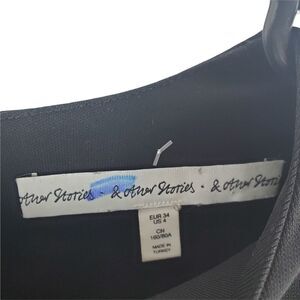 other Stories · & other Stories · & other Stories
EUR 34
US 4
CN
160/80A
MADE IN
TURKEY